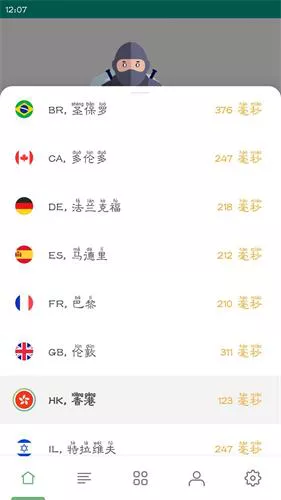 12:07
BR, 圣保罗 376 毫秒
CA, 多伦多 247 毫秒
DE, 法兰克福 218 毫秒
ES, 马德里 212 毫秒
FR, 巴黎 210 毫秒
GB, 伦敦 311 毫秒
HK, 香港 123 毫秒
IL, 特拉维夫 247 毫秒